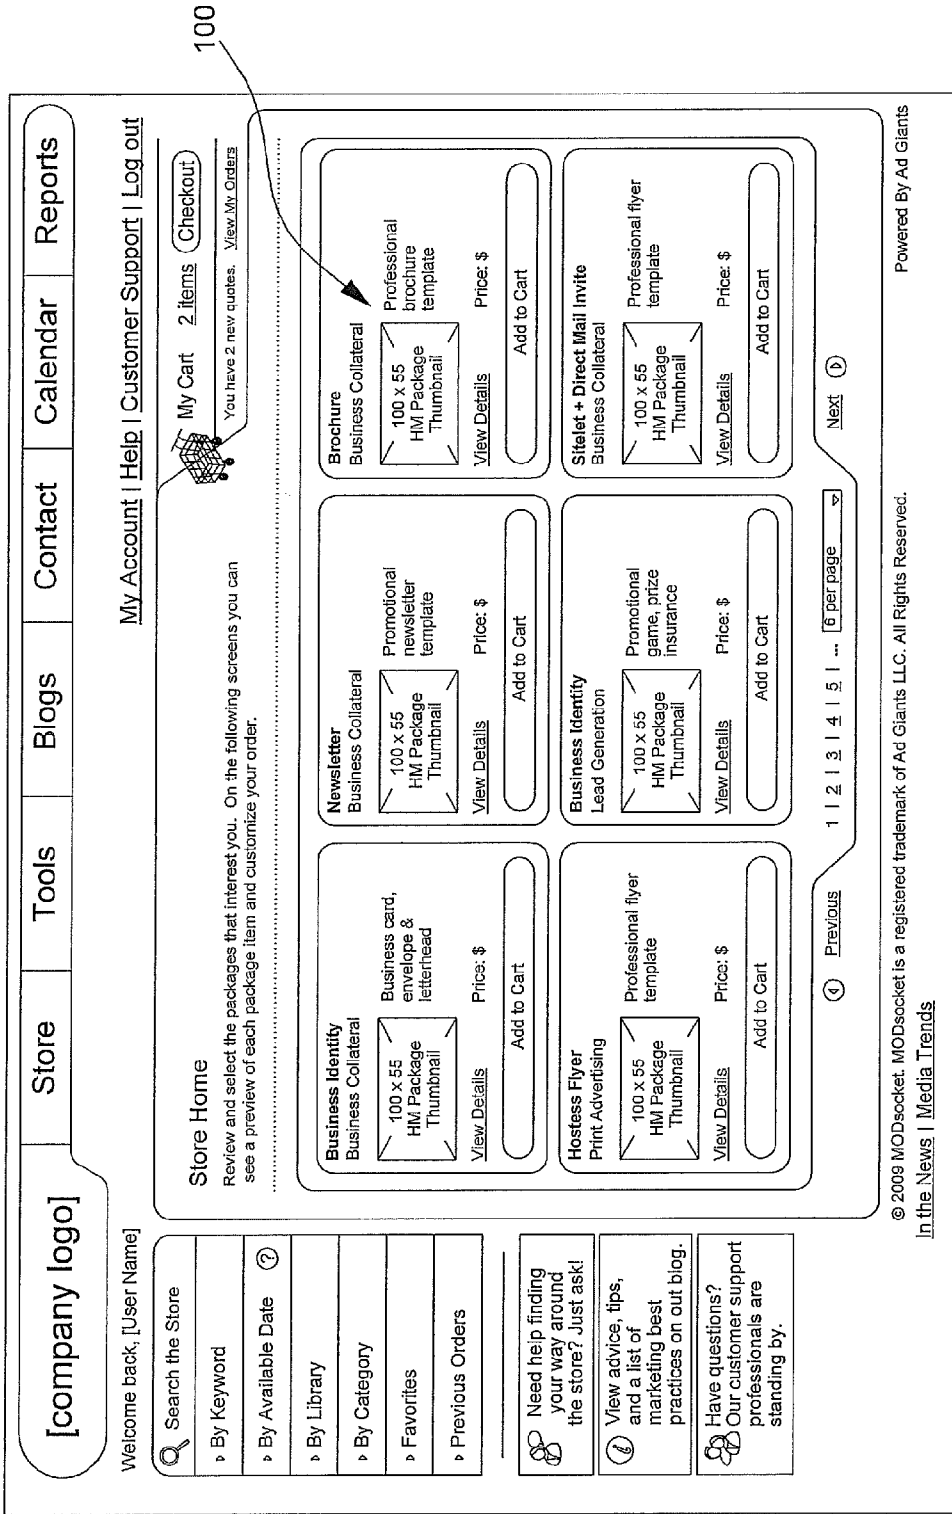 100
[company logo]
Store
Tools
Blogs
Contact
Calendar
Reports
Welcome back, [User Name]
My Account | Help | Customer Support | Log out
Search the Store
By Keyword
By Available Date ?
By Library
By Category
Favorites
Previous Orders
Need help finding
your way around
the store? Just ask!
i View advice, tips,
and a list of
marketing best
practices on out blog.
Have questions?
Our customer support
professionals are
standing by.
My Cart 2 items Checkout
You have 2 new quotes. View My Orders
Store Home
Review and select the packages that interest you. On the following screens you can
see a preview of each package item and customize your order.
Business Identity
Business Collateral
100 x 55
HM Package
Thumbnail
Business card,
envelope &
letterhead
View Details
Price: $
Add to Cart
Newsletter
Business Collateral
100 x 55
HM Package
Thumbnail
Promotional
newsletter
template
View Details
Price: $
Add to Cart
Brochure
Business Collateral
100 x 55
HM Package
Thumbnail
Professional
brochure
template
View Details
Price: $
Add to Cart
Hostess Flyer
Print Advertising
100 x 55
HM Package
Thumbnail
Professional flyer
template
View Details
Price: $
Add to Cart
Business Identity
Lead Generation
100 x 55
HM Package
Thumbnail
Promotional
game, prize
insurance
View Details
Price: $
Add to Cart
Sitelet + Direct Mail Invite
Business Collateral
100 x 55
HM Package
Thumbnail
Professional flyer
template
View Details
Price: $
Add to Cart
Previous
1 | 2 | 3 | 4 | 5 | ... 6 per page
Next
© 2009 MODsocket. MODsocket is a registered trademark of Ad Giants LLC. All Rights Reserved.
Powered By Ad Giants
In the News | Media Trends